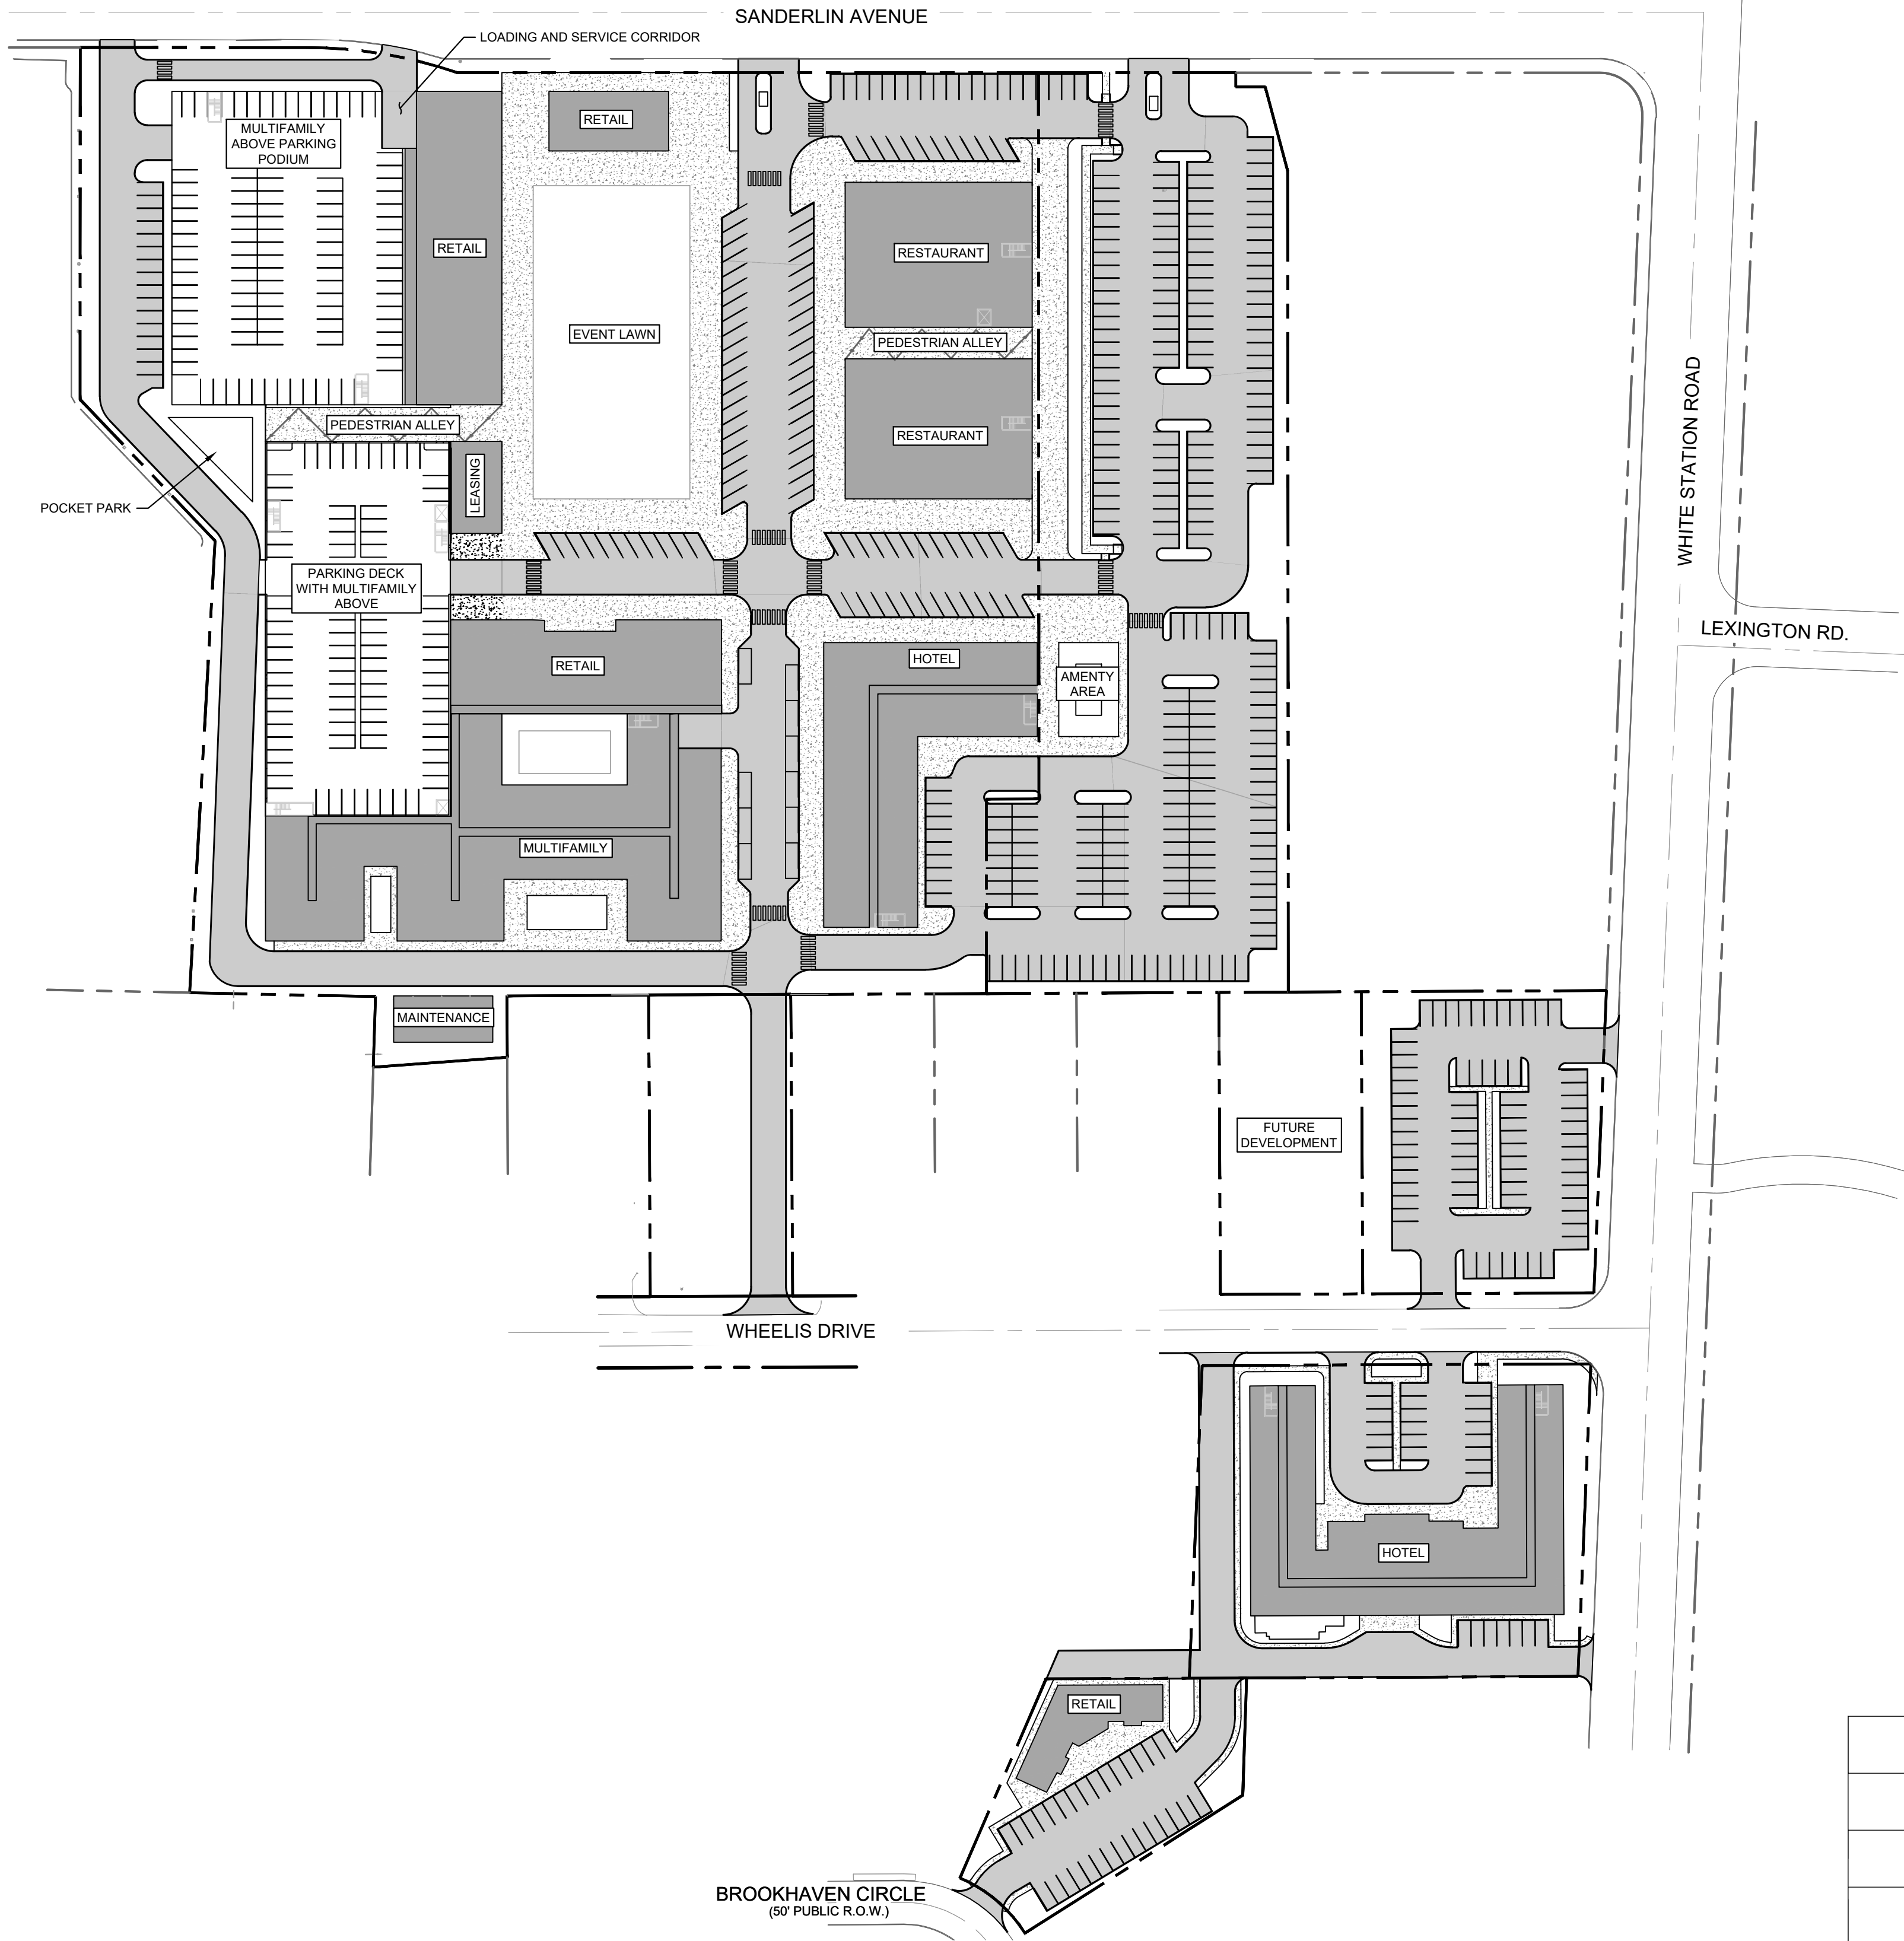 SANDERLIN AVENUE
LOADING AND SERVICE CORRIDOR
RETAIL
MULTIFAMILY
ABOVE PARKING
PODIUM
RETAIL
RESTAURANT
EVENT LAWN
PEDESTRIAN ALLEY
WHITE STATION ROAD
PEDESTRIAN ALLEY
RESTAURANT
LEASING
POCKET PARK
PARKING DECK
WITH MULTIFAMILY
ABOVE
LEXINGTON RD.
RETAIL
HOTEL
AMENTY
AREA
MULTIFAMILY
MAINTENANCE
FUTURE
DEVELOPMENT
WHEELIS DRIVE
HOTEL
RETAIL
BROOKHAVEN CIRCLE
(50' PUBLIC R.O.W.)